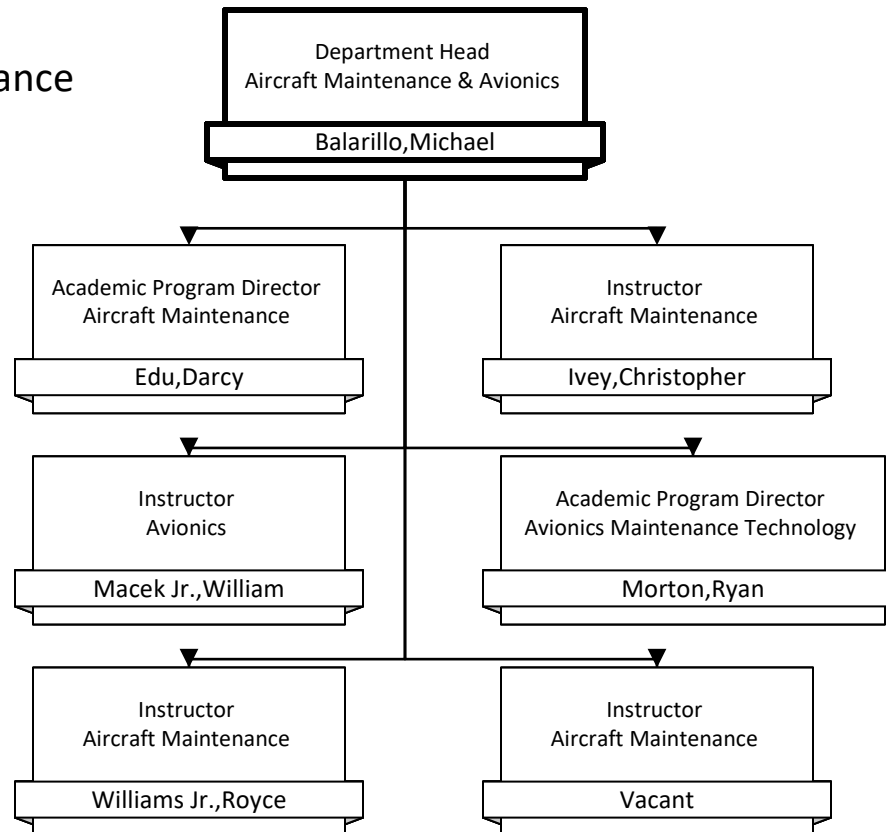 Department Head
Aircraft Maintenance & Avionics
Balarillo,Michael
Academic Program Director
Aircraft Maintenance
Edu,Darcy
Instructor
Aircraft Maintenance
Ivey,Christopher
Instructor
Avionics
Macek Jr.,William
Academic Program Director
Avionics Maintenance Technology
Morton,Ryan
Instructor
Aircraft Maintenance
Williams Jr.,Royce
Instructor
Aircraft Maintenance
Vacant